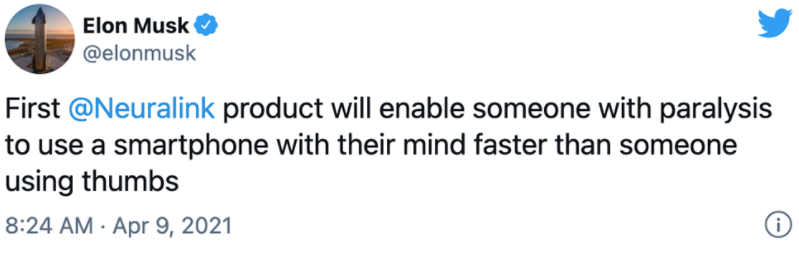 Elon Musk
@elonmusk
First @Neuralink product will enable someone with paralysis
to use a smartphone with their mind faster than someone
using thumbs
8:24 AM · Apr 9, 2021